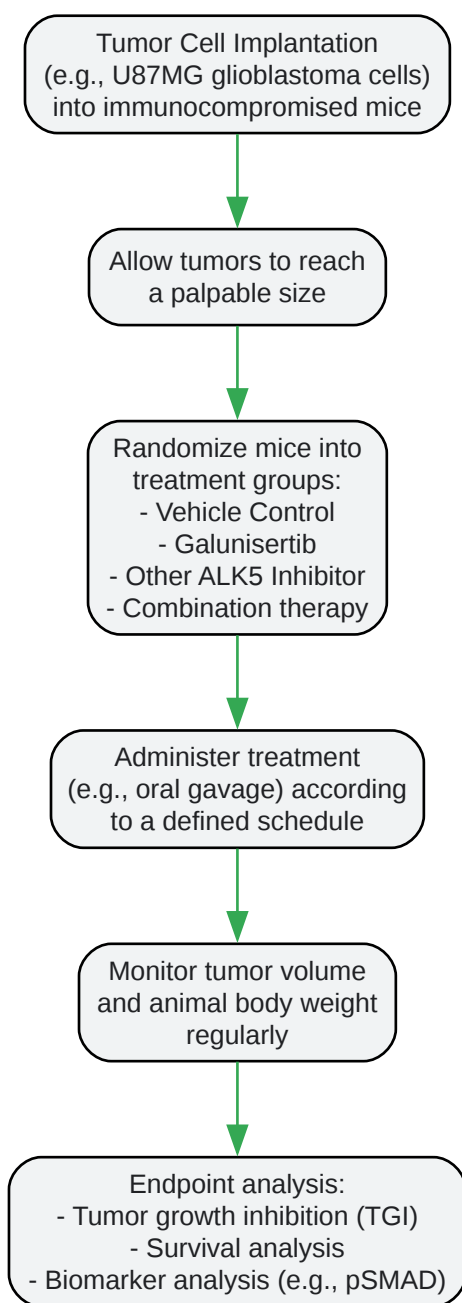 Tumor Cell Implantation
(e.g., U87MG glioblastoma cells)
into immunocompromised mice
Allow tumors to reach
a palpable size
Randomize mice into
treatment groups:
- Vehicle Control
- Galunisertib
- Other ALK5 Inhibitor
- Combination therapy
Administer treatment
(e.g., oral gavage) according
to a defined schedule
Monitor tumor volume
and animal body weight
regularly
Endpoint analysis:
- Tumor growth inhibition (TGI)
- Survival analysis
- Biomarker analysis (e.g., pSMAD)